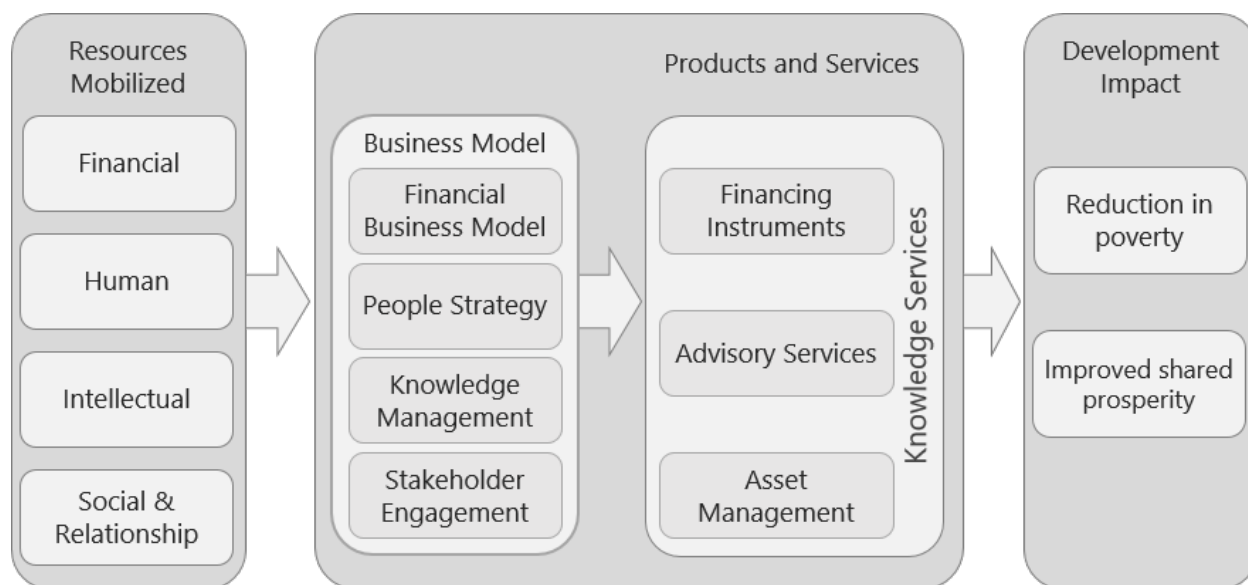 Resources
Mobilized
Financial
Human
Intellectual
Social &
Relationship
Products and Services
Business Model
Financial
Business Model
People Strategy
Knowledge
Management
Stakeholder
Engagement
Financing
Instruments
Advisory Services
Asset
Management
Knowledge Services
Development
Impact
Reduction in
poverty
Improved shared
prosperity